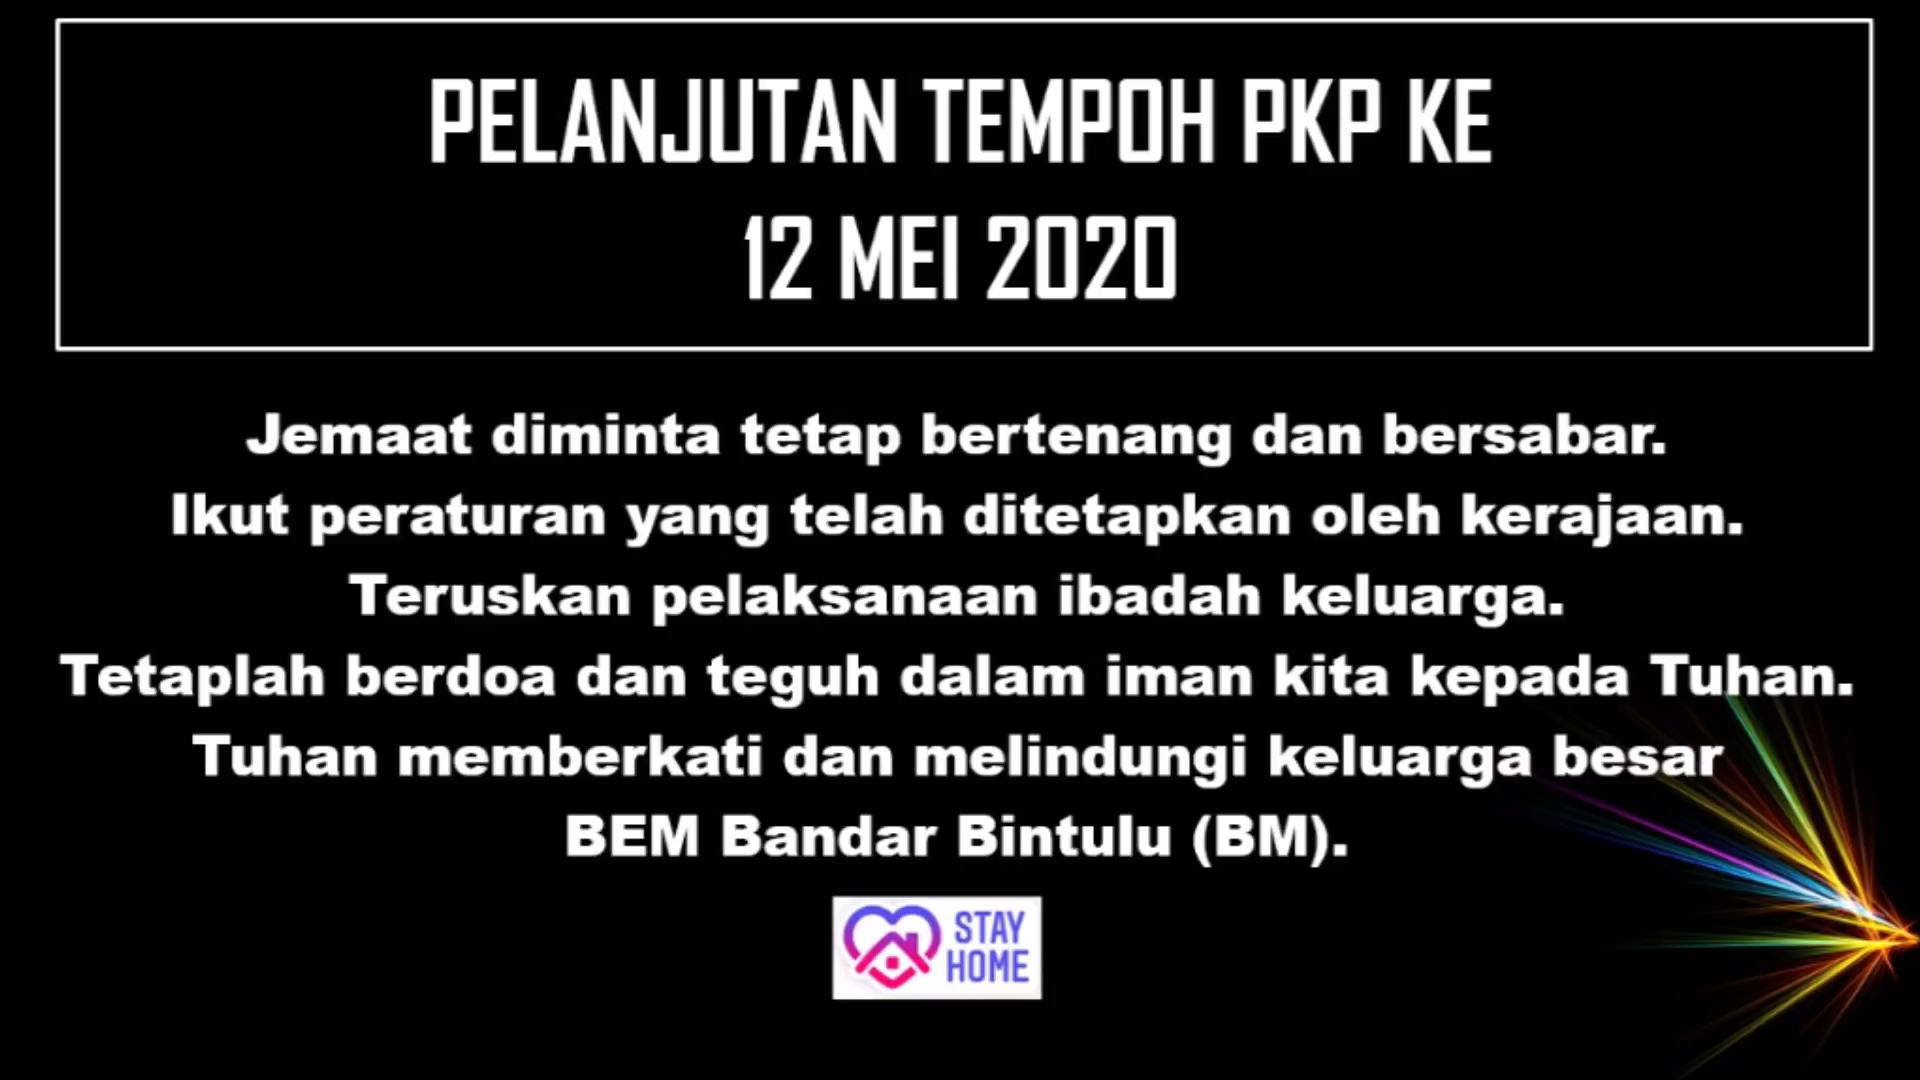 PELANJUTAN TEMPOH PKP KE
12 MEI 2020
Jemaat diminta tetap bertenang dan bersabar.
Ikut peraturan yang telah ditetapkan oleh kerajaan.
Teruskan pelaksanaan ibadah keluarga.
Tetaplah berdoa dan teguh dalam iman kita kepada Tuhan.
Tuhan memberkati dan melindungi keluarga besar
BEM Bandar Bintulu (BM).
STAY
HOME